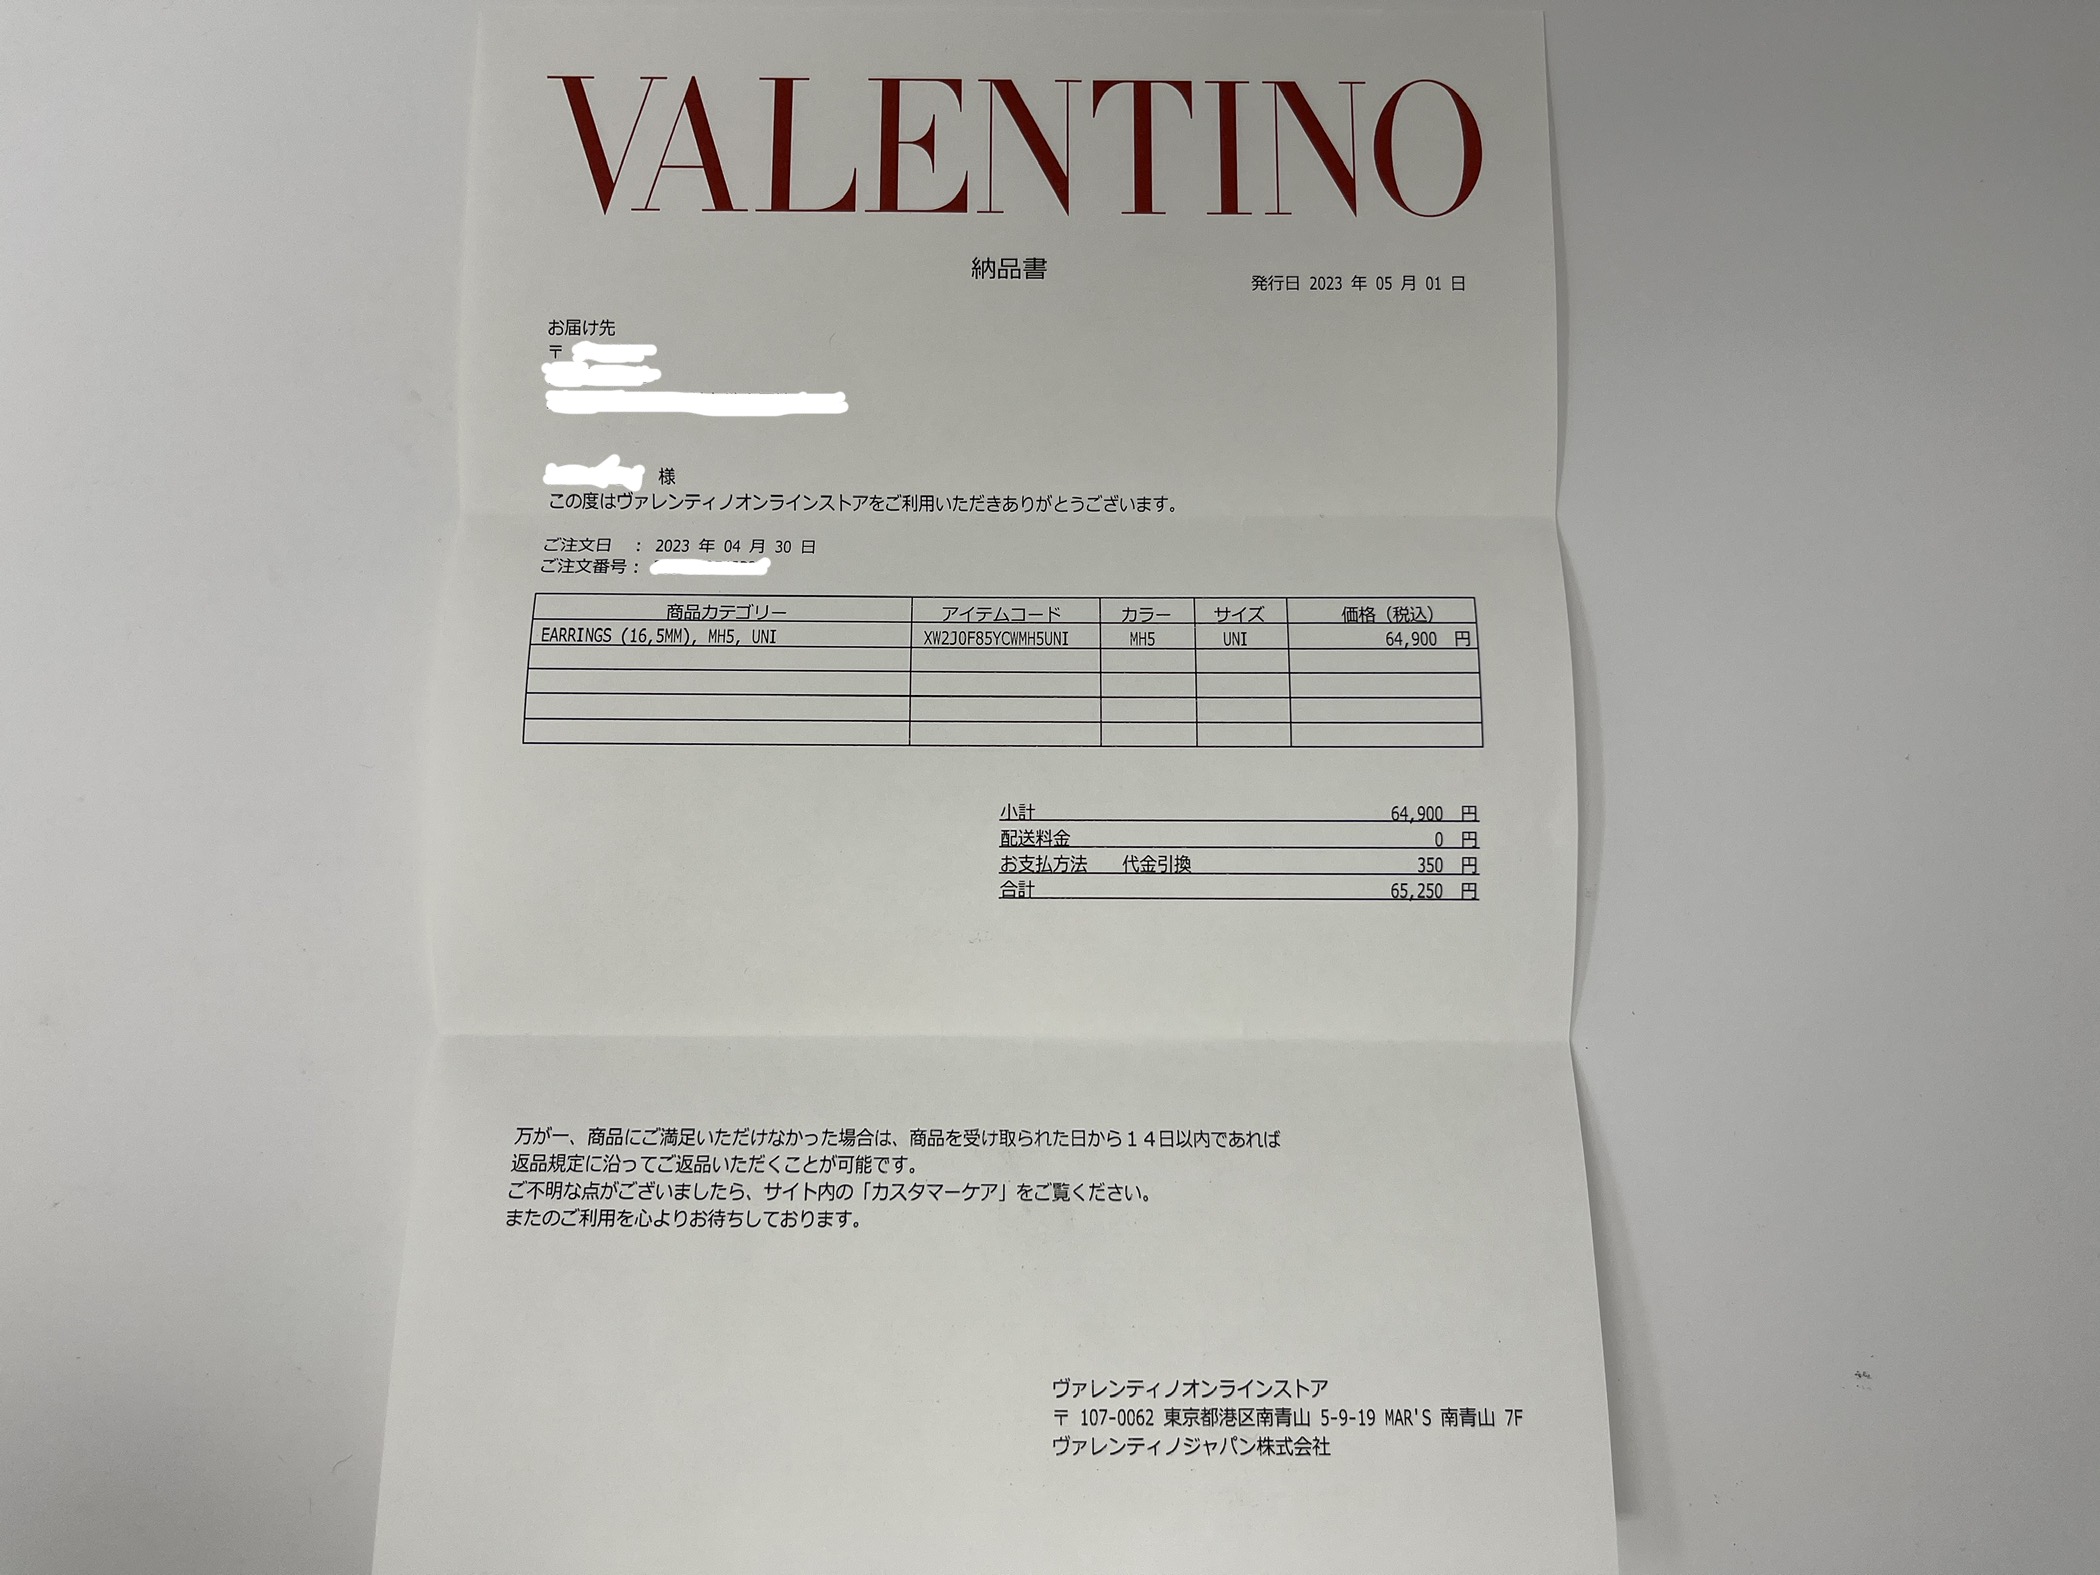 VALENTINO
納品書
発行日 2023 年 05 月 01 日
お届け先
〒
様
この度はヴァレンティノオンラインストアをご利用いただきありがとうございます。
ご注文日 : 2023 年 04 月 30 日
ご注文番号 :
商品カテゴリー アイテムコード カラー サイズ 価格（税込）
EARRINGS (16,5MM), MH5, UNI XW2J0F85YCWMH5UNI MH5 UNI 64,900 円
小計 64,900 円
配送料金 0 円
お支払方法 代金引換 350 円
合計 65,250 円
万が一、商品にご満足いただけなかった場合は、商品を受け取られた日から１４日以内であれば
返品規定に沿ってご返品いただくことが可能です。
ご不明な点がございましたら、サイト内の「カスタマーケア」をご覧ください。
またのご利用を心よりお待ちしております。
ヴァレンティノオンラインストア
〒 107-0062 東京都港区南青山 5-9-19 MAR'S 南青山 7F
ヴァレンティノジャパン株式会社